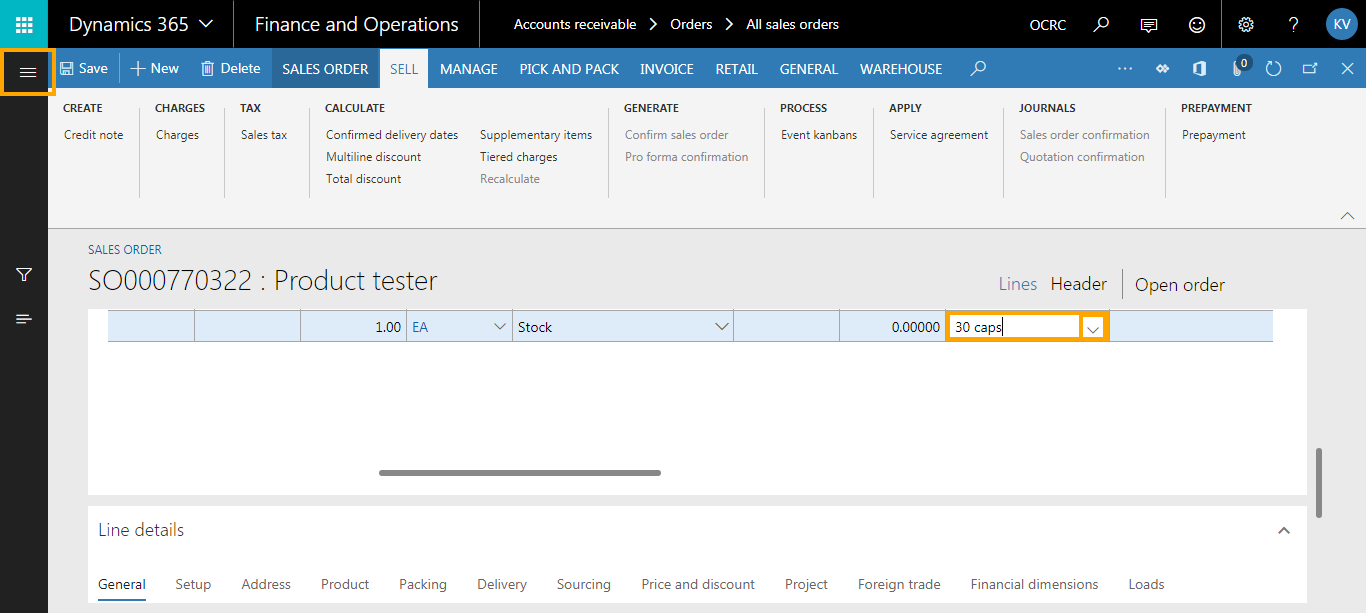 Dynamics 365 Finance and Operations Accounts receivable > Orders > All sales orders OCRC ? KV
Save + New Delete SALES ORDER SELL MANAGE PICK AND PACK INVOICE RETAIL GENERAL WAREHOUSE ... 0
CREATE CHARGES TAX CALCULATE GENERATE PROCESS APPLY JOURNALS PREPAYMENT
Credit note Charges Sales tax Confirmed delivery dates Supplementary items Confirm sales order Event kanbans Service agreement Sales order confirmation Prepayment
Multiline discount Tiered charges Pro forma confirmation Quotation confirmation
Total discount Recalculate
SALES ORDER
SO000770322 : Product tester Lines Header Open order
1.00 EA Stock 0.00000 30 caps
Line details
General Setup Address Product Packing Delivery Sourcing Price and discount Project Foreign trade Financial dimensions Loads